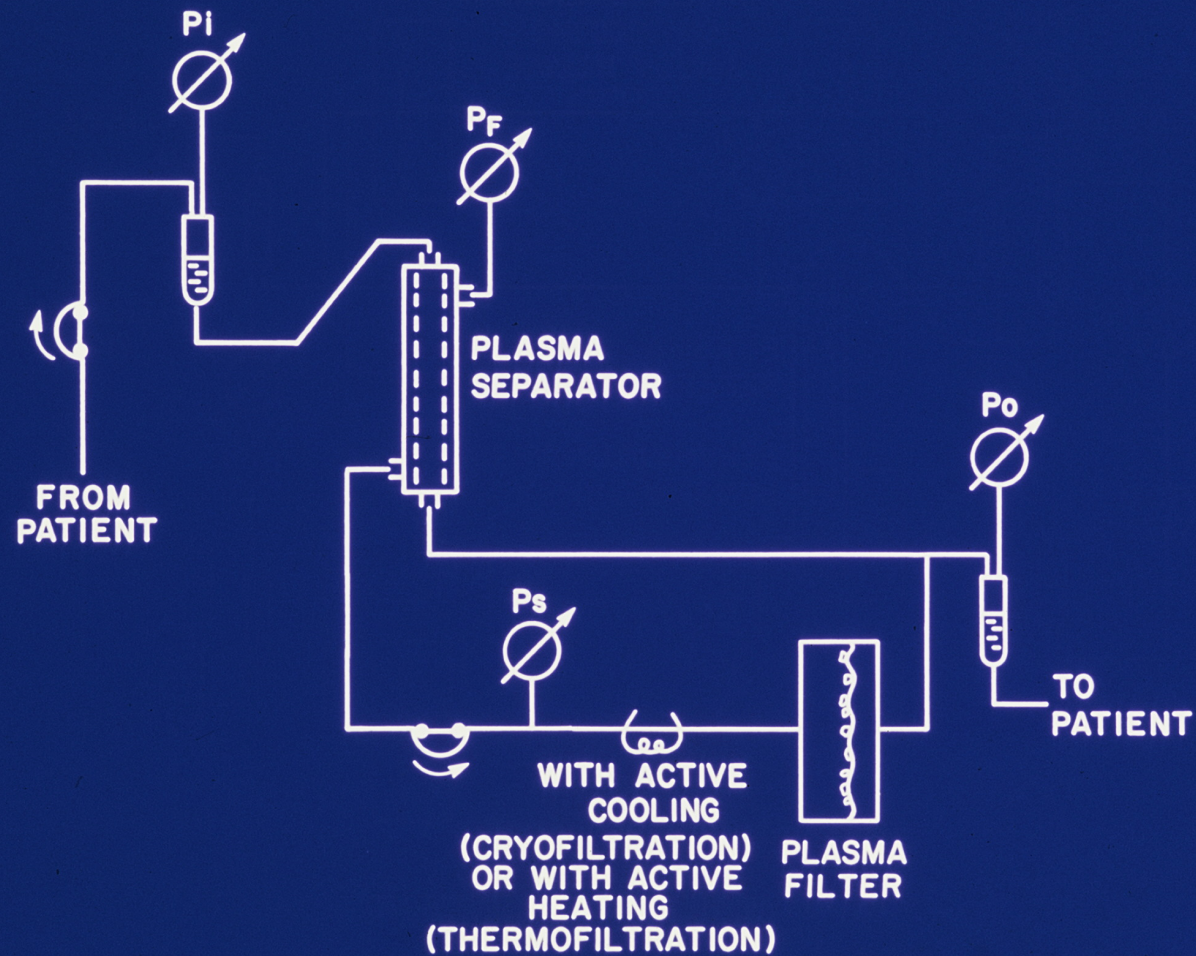 Pi
PF
PLASMA
SEPARATOR
Po
FROM
PATIENT
Ps
TO
PATIENT
WITH ACTIVE
COOLING
(CRYOFILTRATION)
OR WITH ACTIVE
HEATING
(THERMOFILTRATION)
PLASMA
FILTER